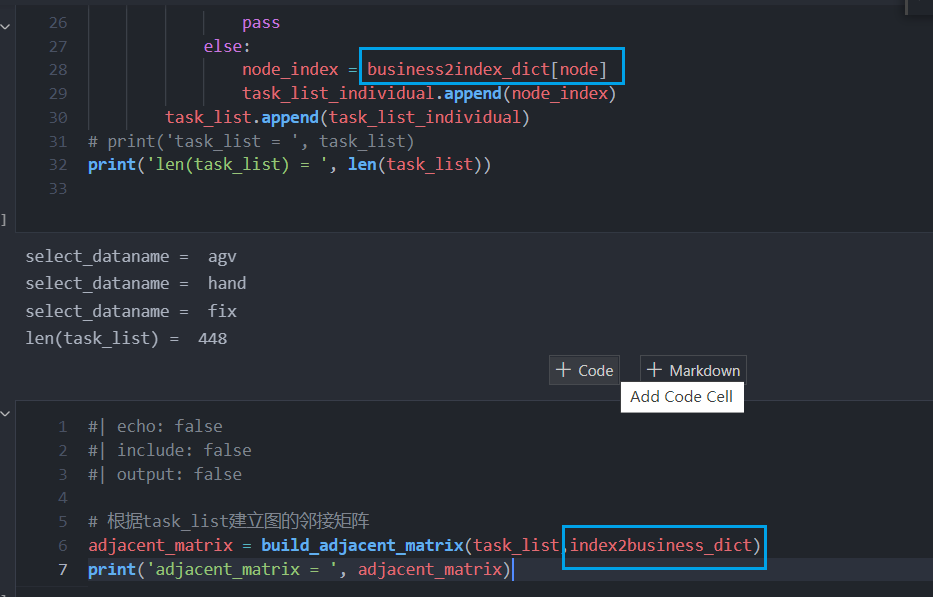 26 pass
27 else:
28 node_index = business2index_dict[node]
29 task_list_individual.append(node_index)
30 task_list.append(task_list_individual)
31 # print('task_list = ', task_list)
32 print('len(task_list) = ', len(task_list))
33
]
select_dataname =  agv
select_dataname =  hand
select_dataname =  fix
len(task_list) =  448
+ Code + Markdown
Add Code Cell
1 #| echo: false
2 #| include: false
3 #| output: false
4
5 # 根据task_list建立图的邻接矩阵
6 adjacent_matrix = build_adjacent_matrix(task_list,index2business_dict)
7 print('adjacent_matrix = ', adjacent_matrix)